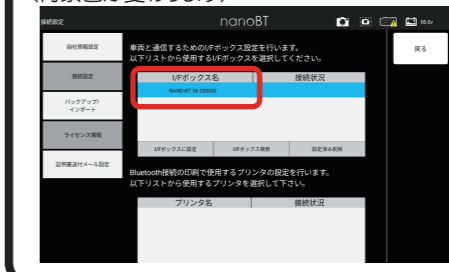 (背景色が変わります)
接続設定
nanoBT
00.0v
自社情報設定
接続設定
バックアップ/
インポート
ライセンス情報
証明書送付メール設定
車両と通信するためのI/Fボックス設定を行います。
以下リストから使用するI/Fボックスを選択してください。
I/Fボックス名
接続状況
NANO-BT 36-200000
I/Fボックスに設定
I/Fボックス検索
設定済み削除
Bluetooth接続の印刷で使用するプリンタの設定を行います。
以下リストから使用するプリンタを選択して下さい。
プリンタ名
接続状況
戻る